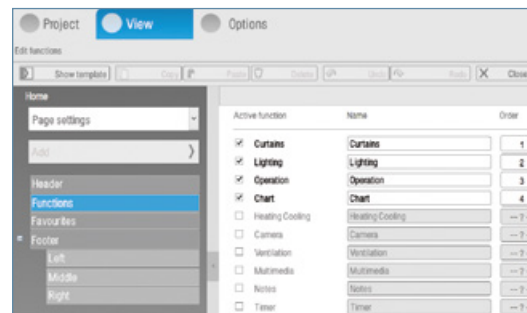 Project View Options
Edit functions
Show template Copy Paste Delete Undo Redo Close
Home
Page settings
Add
Header
Functions
Favourites
Footer
Left
Middle
Right
Active function Name Order
Curtains Curtains 1
Lighting Lighting 2
Operation Operation 3
Chart Chart 4
Heating Cooling Heating Cooling -- ? -
Camera Camera -- ? -
Ventilation Ventilation -- ? -
Multimedia Multimedia -- ? -
Notes Notes -- ? -
Timer Timer -- ? -